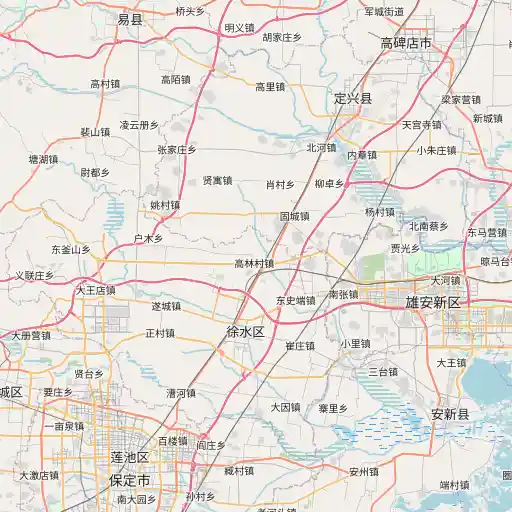 桥头乡
军城街道
易县
明义镇
胡家庄乡
高碑店市
高陌镇
高村镇
高里镇
定兴县
梁家营镇
天宫寺镇
新城镇
凌云册乡
裴山镇
北河镇
张家庄乡
内章镇
小朱庄镇
塘湖镇
尉都乡
贤寓镇
肖村乡
柳卓乡
姚村镇
固城镇
杨村镇
北南蔡乡
东马营镇
户木乡
东釜山乡
贾光乡
高林村镇
晾马台
义联庄乡
大王店镇
大河镇
南张镇
东史端镇
雄安新区
遂城镇
徐水区
正村镇
大册营镇
崔庄镇
小里镇
大王镇
贤台乡
三台镇
城区
要庄乡
漕河镇
大因镇
寨里乡
安新县
一亩泉镇
百楼镇
阎庄乡
莲池区
臧村镇
安州镇
大激店镇
保定市
圈
端村镇
南大园乡
孙村乡
老河头镇